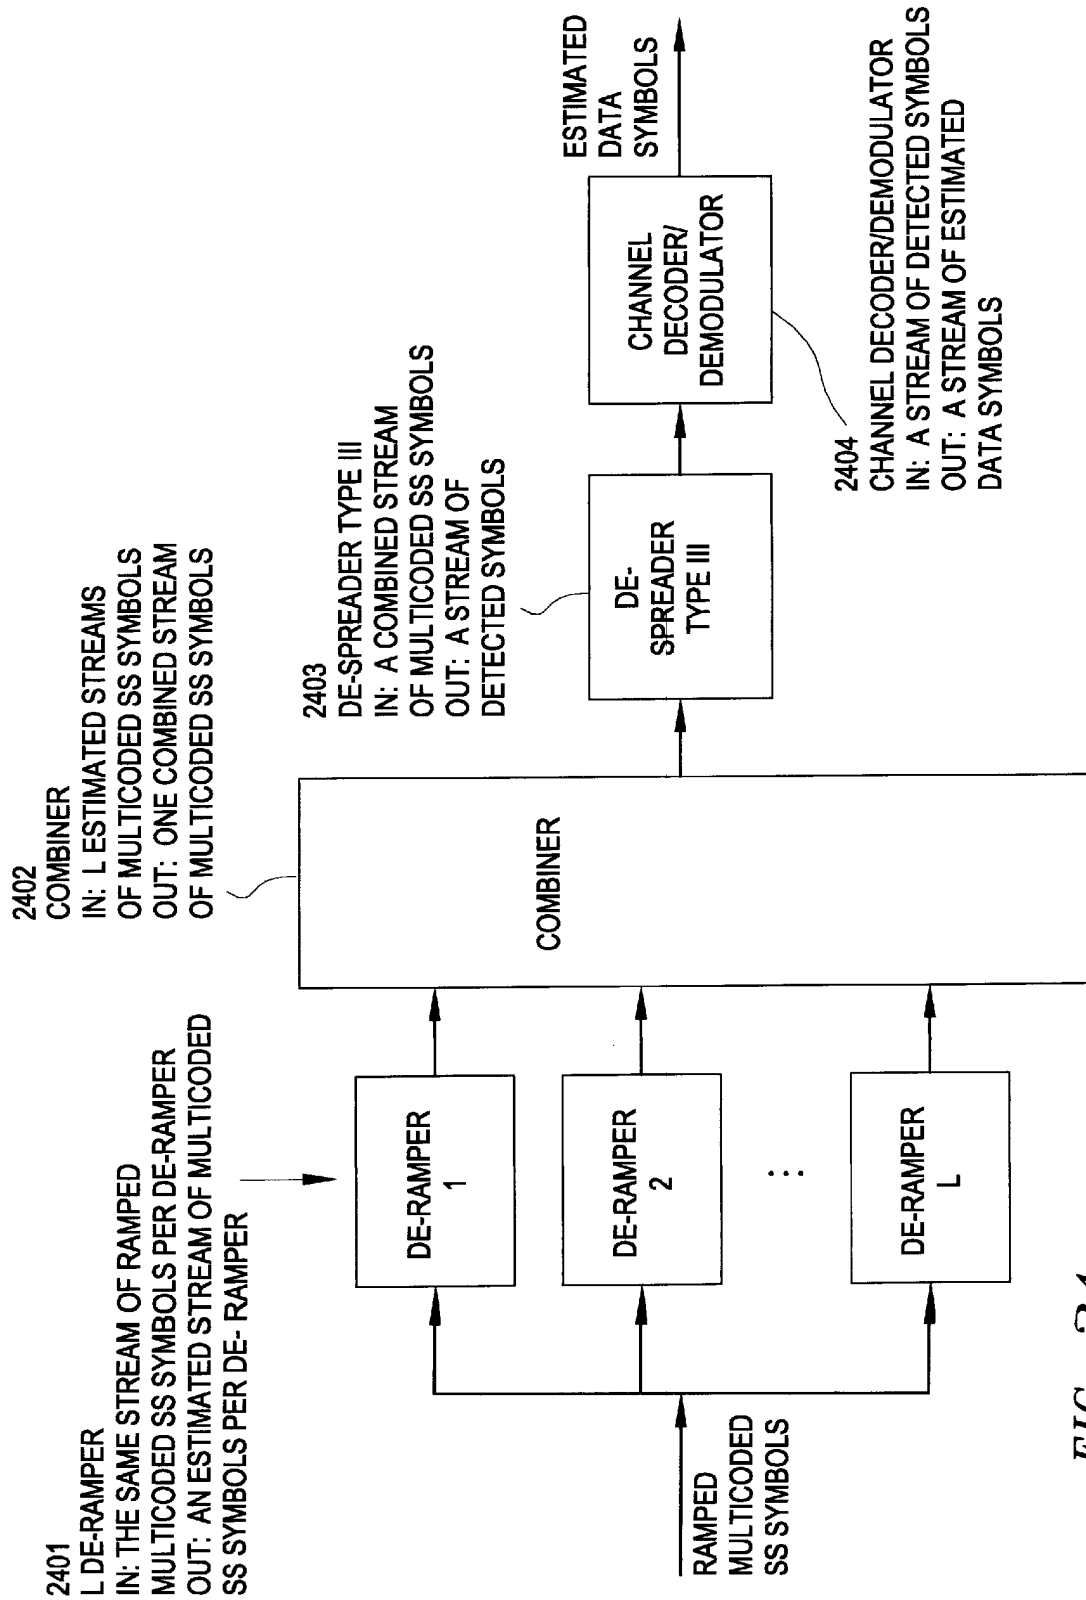 2401
L DE-RAMPER
IN: THE SAME STREAM OF RAMPED
MULTICODED SS SYMBOLS PER DE-RAMPER
OUT: AN ESTIMATED STREAM OF MULTICODED
SS SYMBOLS PER DE- RAMPER
2402
COMBINER
IN: L ESTIMATED STREAMS
OF MULTICODED SS SYMBOLS
OUT: ONE COMBINED STREAM
OF MULTICODED SS SYMBOLS
2403
DE-SPREADER TYPE III
IN: A COMBINED STREAM
OF MULTICODED SS SYMBOLS
OUT: A STREAM OF
DETECTED SYMBOLS
RAMPED
MULTICODED
SS SYMBOLS
DE-RAMPER
1
DE-RAMPER
2
⋮
DE-RAMPER
L
COMBINER
DE-
SPREADER
TYPE III
CHANNEL
DECODER/
DEMODULATOR
ESTIMATED
DATA
SYMBOLS
2404
CHANNEL DECODER/DEMODULATOR
IN: A STREAM OF DETECTED SYMBOLS
OUT: A STREAM OF ESTIMATED
DATA SYMBOLS